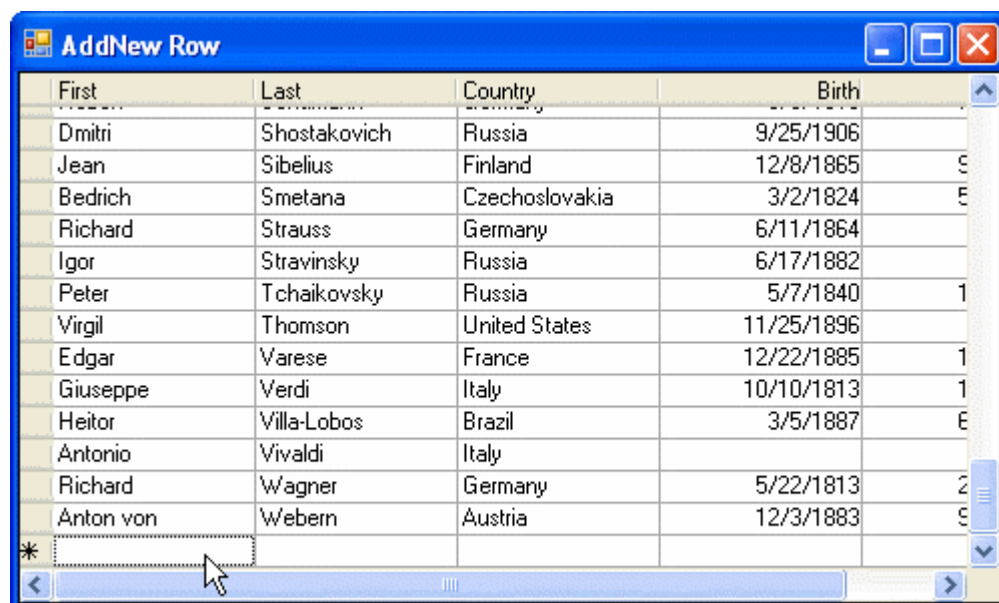 AddNew Row
First Last Country Birth
Dmitri Shostakovich Russia 9/25/1906
Jean Sibelius Finland 12/8/1865
Bedrich Smetana Czechoslovakia 3/2/1824
Richard Strauss Germany 6/11/1864
Igor Stravinsky Russia 6/17/1882
Peter Tchaikovsky Russia 5/7/1840 1
Virgil Thomson United States 11/25/1896
Edgar Varese France 12/22/1885 1
Giuseppe Verdi Italy 10/10/1813 1
Heitor Villa-Lobos Brazil 3/5/1887
Antonio Vivaldi Italy
Richard Wagner Germany 5/22/1813 2
Anton von Webern Austria 12/3/1883
*